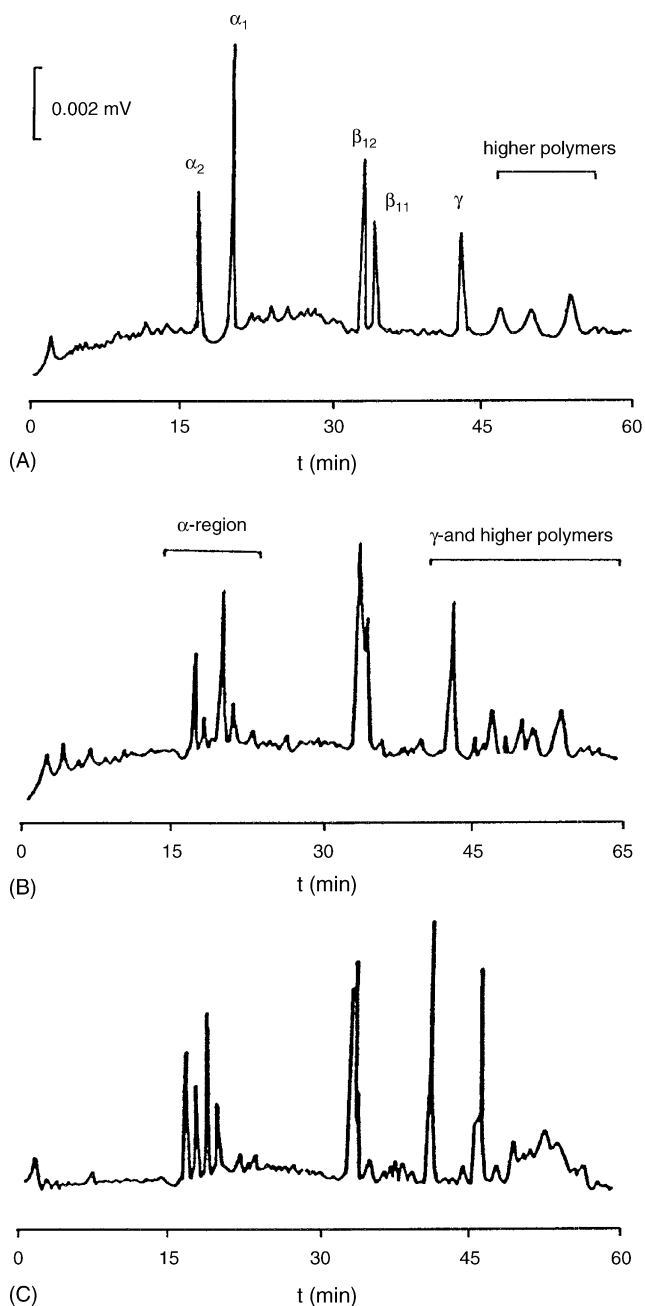 α₁
0.002 mV
β₁₂
higher polymers
α₂
β₁₁
γ
0 15 30 45 60
(A) t (min)
α-region
γ-and higher polymers
0 15 30 45 65
(B) t (min)
0 15 30 45 60
(C) t (min)